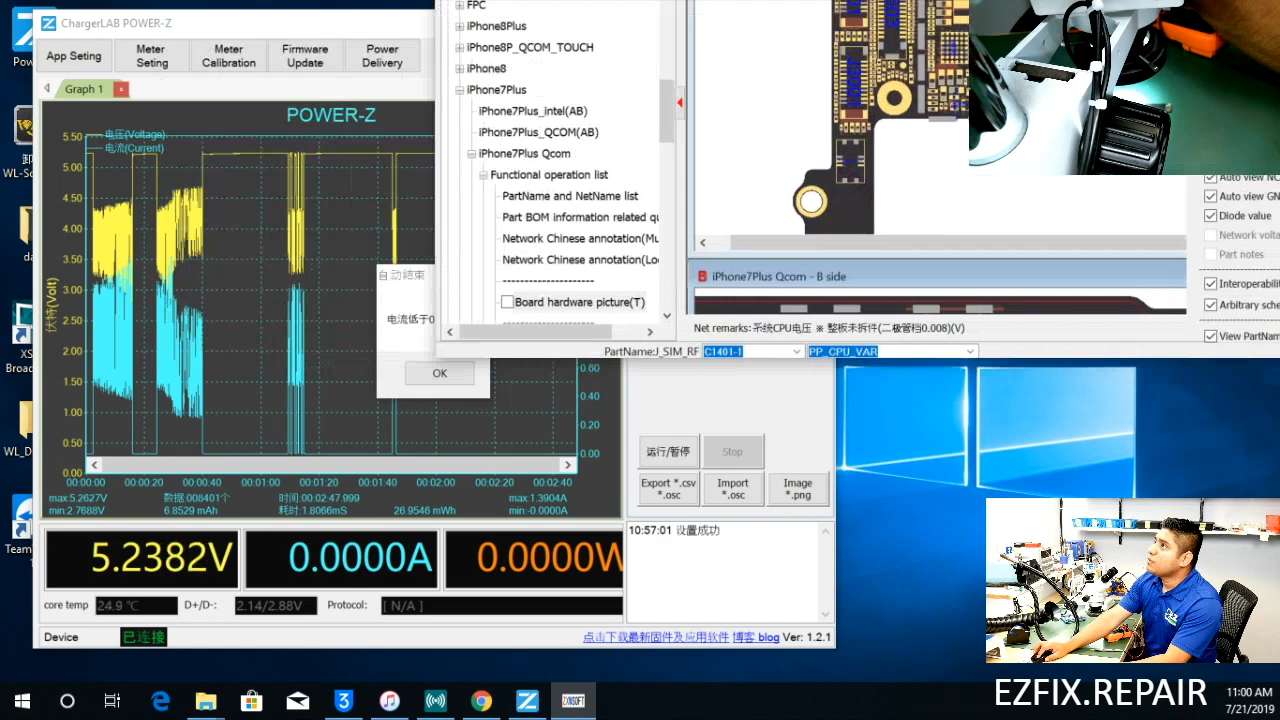 ChargerLAB POWER-Z
App Seting
Meter Seting
Meter Calibration
Firmware Update
Power Delivery
Graph 1
POWER-Z
电压(Voltage)
电流(Current)
伏特(Volt)
5.50
5.00
4.50
4.00
3.50
3.00
2.50
2.00
1.50
1.00
0.50
0.00
0.60
0.40
0.20
0.00
00:00:00 00:00:20 00:00:40 00:01:00 00:01:20 00:01:40 00:02:00 00:02:20 00:02:40
max:5.2627V 数据:008401个 时间:00:02:47.999 max:1.3904A
min:2.7688V 6.8529 mAh 耗时:1.8066mS 26.9546 mWh min:-0.0000A
自动结束
电流低于0
OK
5.2382V 0.0000A 0.0000W
core temp 24.9 ℃ D+/D-: 2.14/2.88V Protocol: [ N/A ]
Device 已连接
点击下载最新固件及应用软件 博客 blog Ver: 1.2.1
运行/暂停
Stop
Export *.csv *.osc
Import *.osc
Image *.png
10:57:01 设置成功
FPC
iPhone8Plus
iPhone8P_QCOM_TOUCH
iPhone8
iPhone7Plus
iPhone7Plus_intel(AB)
iPhone7Plus_QCOM(AB)
iPhone7Plus Qcom
Functional operation list
PartName and NetName list
Part BOM information related qu
Network Chinese annotation(Mu
Network Chinese annotation(Loc
---------------------
Board hardware picture(T)
B iPhone7Plus Qcom - B side
Net remarks: 系统CPU电压 ※ 整板未拆件(二极管档0.008)(V)
PartName:J_SIM_RF C1401-1 PP_CPU_VAR
Auto view NC
Auto view GN
Diode value
Network volta
Part notes
Interoperabili
Arbitrary sche
View PartNam
WL-So
da
XS
Broad
WL_D
Team
EZFIX.REPAIR
11:00 AM
7/21/2019